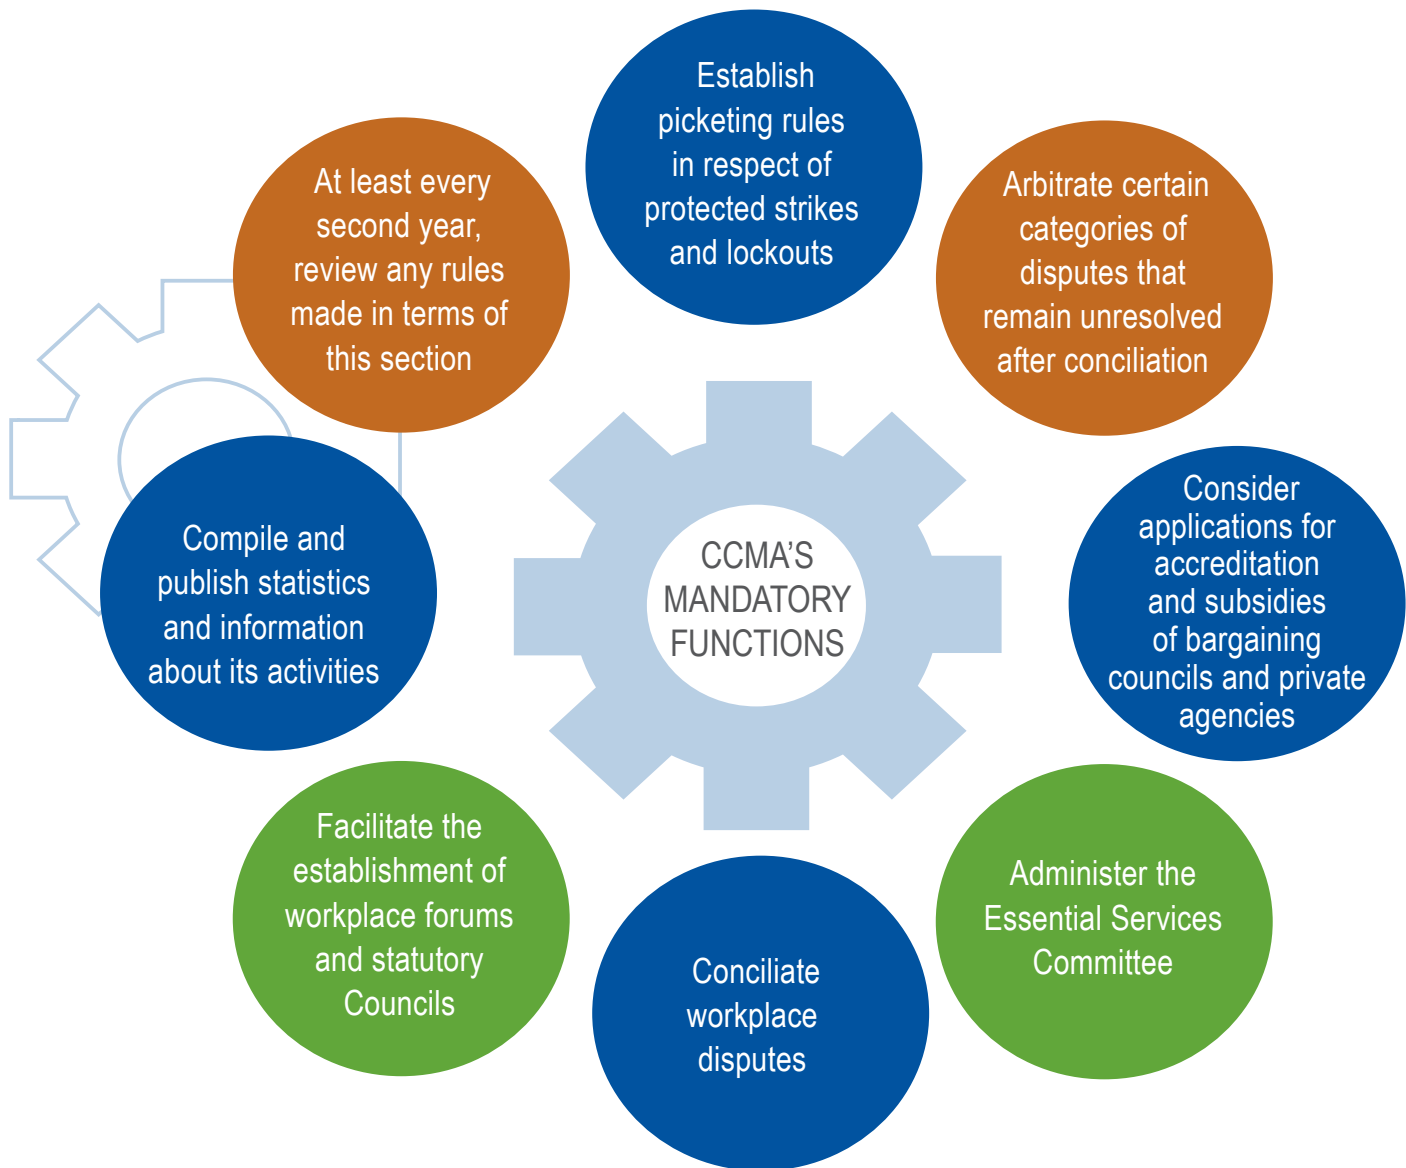 Establish
picketing rules
in respect of
protected strikes
and lockouts
Arbitrate certain
categories of
disputes that
remain unresolved
after conciliation
Consider
applications for
accreditation
and subsidies
of bargaining
councils and private
agencies
Administer the
Essential Services
Committee
Conciliate
workplace
disputes
Facilitate the
establishment of
workplace forums
and statutory
Councils
Compile and
publish statistics
and information
about its activities
At least every
second year,
review any rules
made in terms of
this section
CCMA'S
MANDATORY
FUNCTIONS